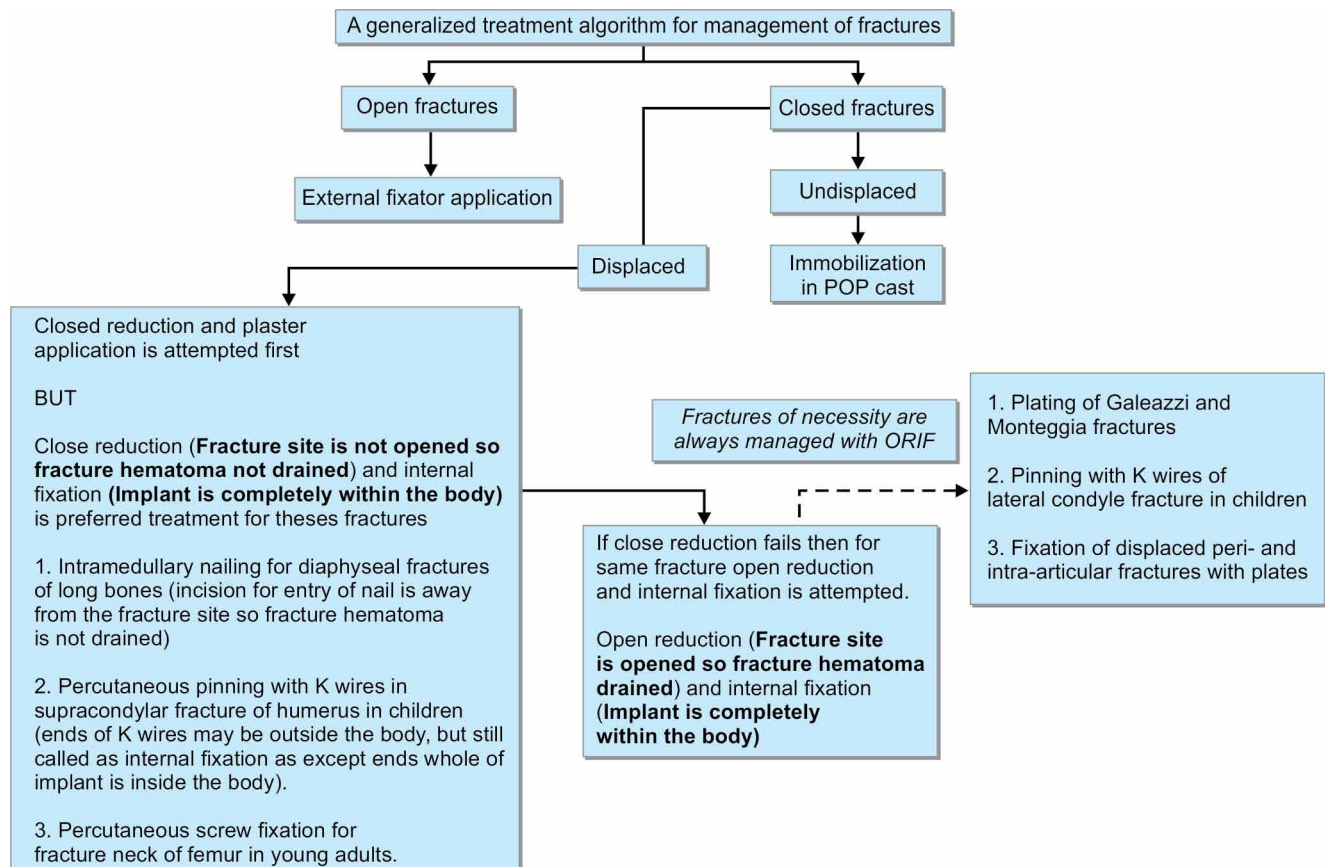 A generalized treatment algorithm for management of fractures
Open fractures
Closed fractures
External fixator application
Undisplaced
Displaced
Immobilization
in POP cast
Closed reduction and plaster
application is attempted first
BUT
Close reduction (Fracture site is not opened so
fracture hematoma not drained) and internal
fixation (Implant is completely within the body)
is preferred treatment for theses fractures
1. Intramedullary nailing for diaphyseal fractures
of long bones (incision for entry of nail is away
from the fracture site so fracture hematoma
is not drained)
2. Percutaneous pinning with K wires in
supracondylar fracture of humerus in children
(ends of K wires may be outside the body, but still
called as internal fixation as except ends whole of
implant is inside the body).
3. Percutaneous screw fixation for
fracture neck of femur in young adults.
Fractures of necessity are
always managed with ORIF
If close reduction fails then for
same fracture open reduction
and internal fixation is attempted.
Open reduction (Fracture site
is opened so fracture hematoma
drained) and internal fixation
(Implant is completely
within the body)
1. Plating of Galeazzi and
Monteggia fractures
2. Pinning with K wires of
lateral condyle fracture in children
3. Fixation of displaced peri- and
intra-articular fractures with plates